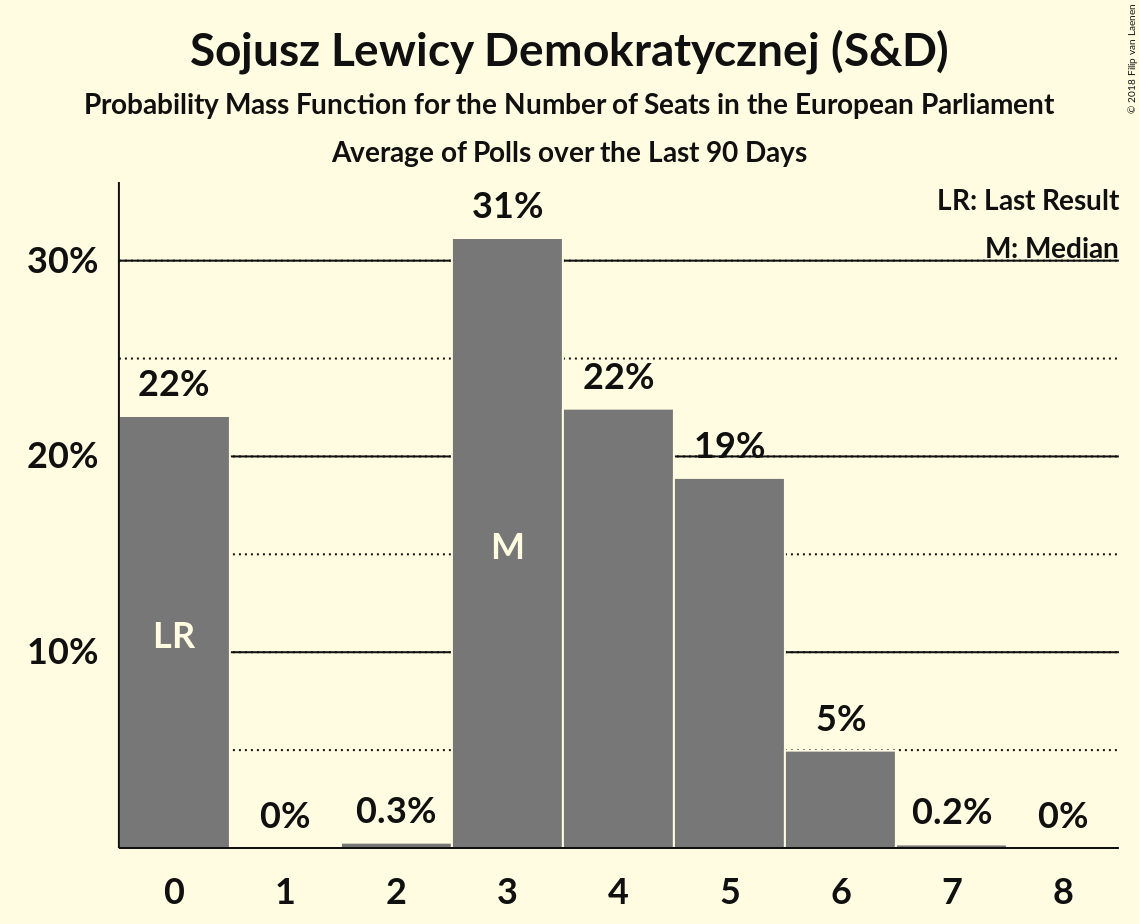 Sojusz Lewicy Demokratycznej (S&D)
Probability Mass Function for the Number of Seats in the European Parliament
Average of Polls over the Last 90 Days
© 2018 Filip van Laenen
LR: Last Result
M: Median
30%
20%
10%
22%
0%
0.3%
31%
22%
19%
5%
0.2%
0%
LR
M
0 1 2 3 4 5 6 7 8